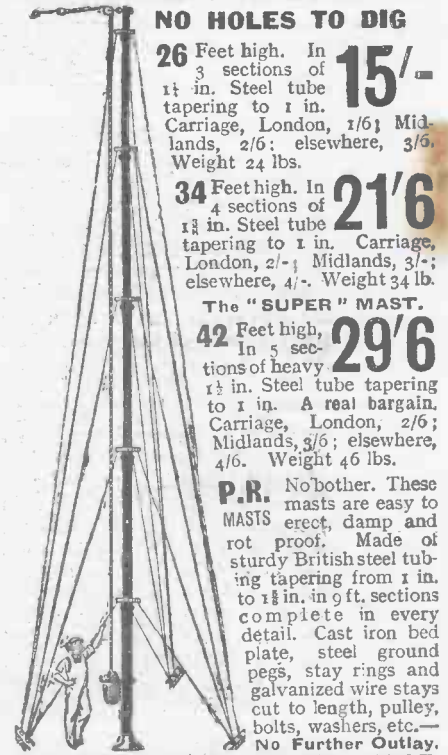 NO HOLES TO DIG
26 Feet high. In 15/-
3 sections of
1¼ in. Steel tube
tapering to 1 in.
Carriage, London, 1/6; Mid-
lands, 2/6; elsewhere, 3/6.
Weight 24 lbs.
34 Feet high. In 21'6
4 sections of
1⅜ in. Steel tube
tapering to 1 in. Carriage,
London, 2/-; Midlands, 3/-;
elsewhere, 4/-. Weight 34 lb.
The "SUPER" MAST.
42 Feet high, 29'6
In 5 sec-
tions of heavy
1½ in. Steel tube tapering
to 1 in. A real bargain.
Carriage, London, 2/6;
Midlands, 3/6; elsewhere,
4/6. Weight 46 lbs.
P.R. No bother. These
MASTS masts are easy to
erect, damp and
rot proof. Made of
sturdy British steel tub-
ing tapering from 1 in.
to 1⅝ in. in 9 ft. sections
complete in every
detail. Cast iron bed
plate, steel ground
pegs, stay rings and
galvanized wire stays
cut to length, pulley,
bolts, washers, etc.—
No Further Outlay.